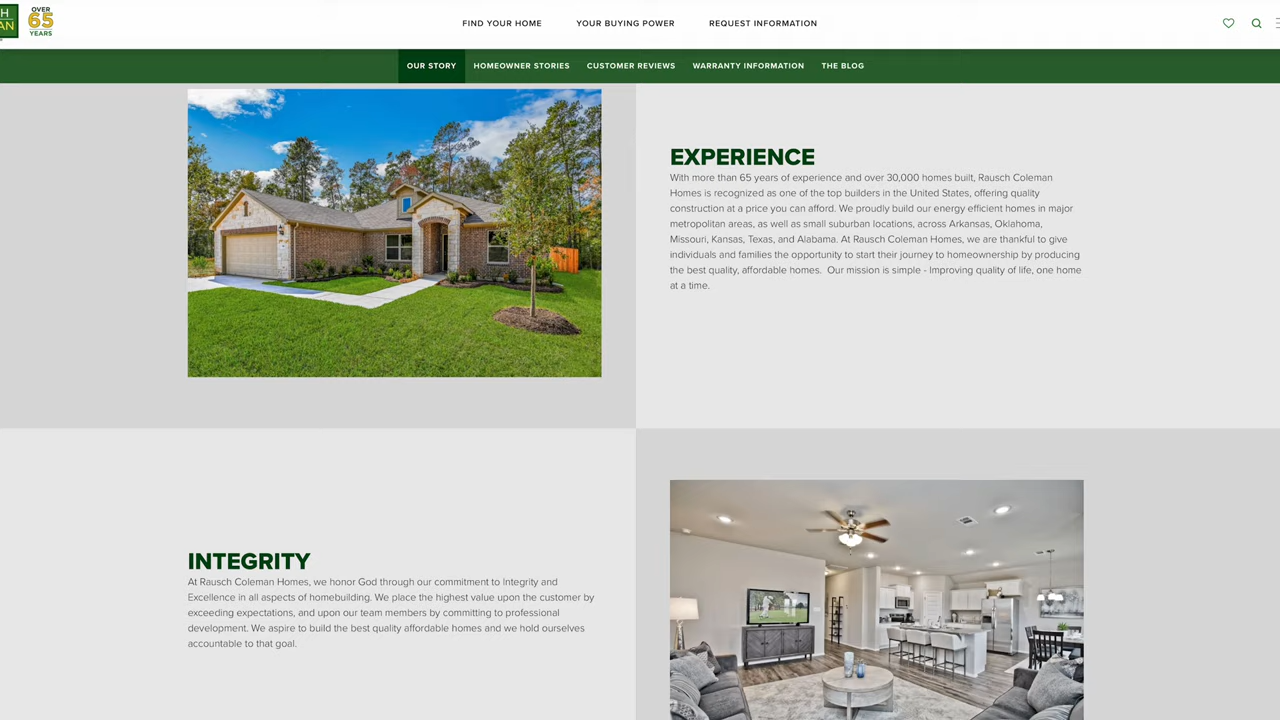 H
AN
OVER
65
YEARS
FIND YOUR HOME
YOUR BUYING POWER
REQUEST INFORMATION
OUR STORY
HOMEOWNER STORIES
CUSTOMER REVIEWS
WARRANTY INFORMATION
THE BLOG
EXPERIENCE
With more than 65 years of experience and over 30,000 homes built, Rausch Coleman
Homes is recognized as one of the top builders in the United States, offering quality
construction at a price you can afford. We proudly build our energy efficient homes in major
metropolitan areas, as well as small suburban locations, across Arkansas, Oklahoma,
Missouri, Kansas, Texas, and Alabama. At Rausch Coleman Homes, we are thankful to give
individuals and families the opportunity to start their journey to homeownership by producing
the best quality, affordable homes.  Our mission is simple - Improving quality of life, one home
at a time.
INTEGRITY
At Rausch Coleman Homes, we honor God through our commitment to Integrity and
Excellence in all aspects of homebuilding. We place the highest value upon the customer by
exceeding expectations, and upon our team members by committing to professional
development. We aspire to build the best quality affordable homes and we hold ourselves
accountable to that goal.